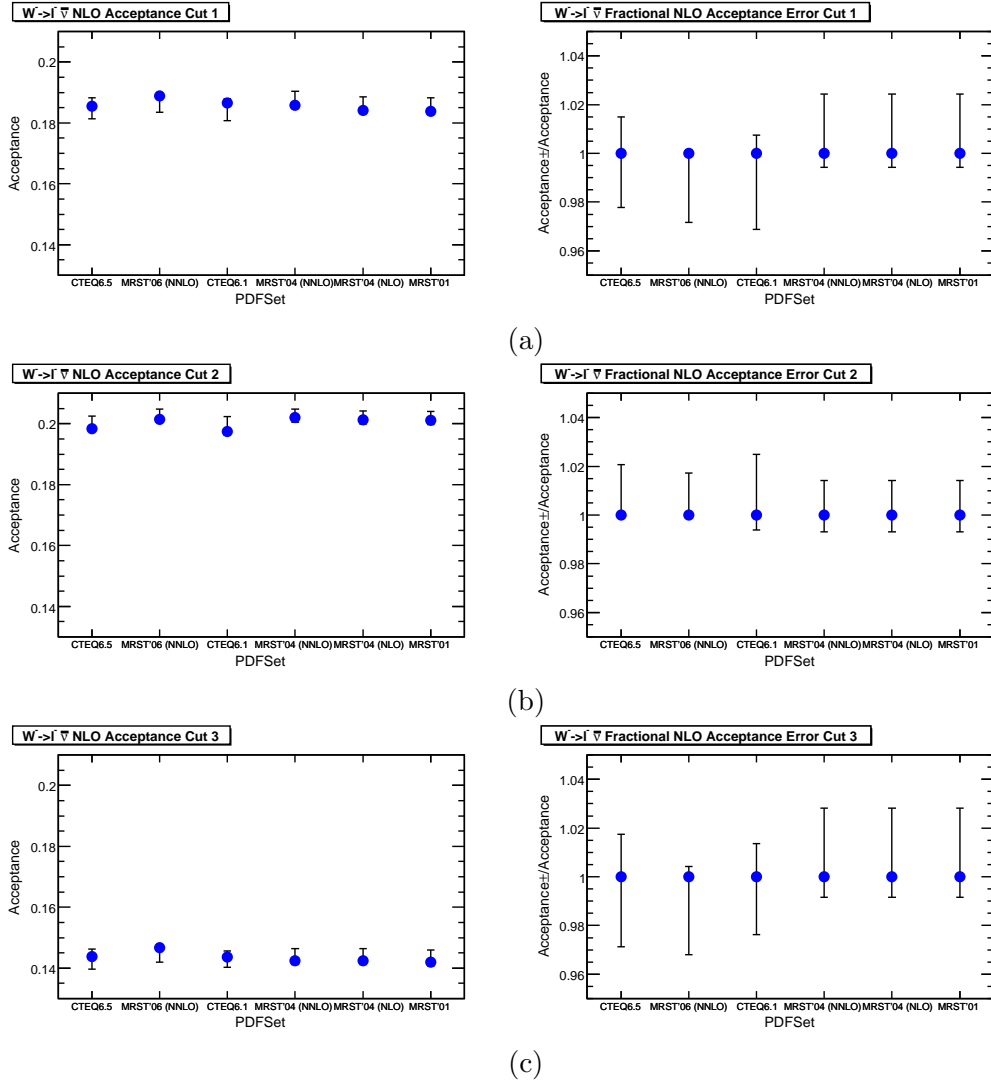 W⁻->l⁻ ν̅ NLO Acceptance Cut 1
Acceptance
0.2
0.18
0.16
0.14
CTEQ6.5 MRST'06 (NNLO) CTEQ6.1 MRST'04 (NNLO) MRST'04 (NLO) MRST'01
PDFSet
W⁻->l⁻ ν̅ Fractional NLO Acceptance Error Cut 1
Acceptance±/Acceptance
1.04
1.02
1
0.98
0.96
CTEQ6.5 MRST'06 (NNLO) CTEQ6.1 MRST'04 (NNLO) MRST'04 (NLO) MRST'01
PDFSet
(a)
W⁻->l⁻ ν̅ NLO Acceptance Cut 2
Acceptance
0.2
0.18
0.16
0.14
CTEQ6.5 MRST'06 (NNLO) CTEQ6.1 MRST'04 (NNLO) MRST'04 (NLO) MRST'01
PDFSet
W⁻->l⁻ ν̅ Fractional NLO Acceptance Error Cut 2
Acceptance±/Acceptance
1.04
1.02
1
0.98
0.96
CTEQ6.5 MRST'06 (NNLO) CTEQ6.1 MRST'04 (NNLO) MRST'04 (NLO) MRST'01
PDFSet
(b)
W⁻->l⁻ ν̅ NLO Acceptance Cut 3
Acceptance
0.2
0.18
0.16
0.14
CTEQ6.5 MRST'06 (NNLO) CTEQ6.1 MRST'04 (NNLO) MRST'04 (NLO) MRST'01
PDFSet
W⁻->l⁻ ν̅ Fractional NLO Acceptance Error Cut 3
Acceptance±/Acceptance
1.04
1.02
1
0.98
0.96
CTEQ6.5 MRST'06 (NNLO) CTEQ6.1 MRST'04 (NNLO) MRST'04 (NLO) MRST'01
PDFSet
(c)